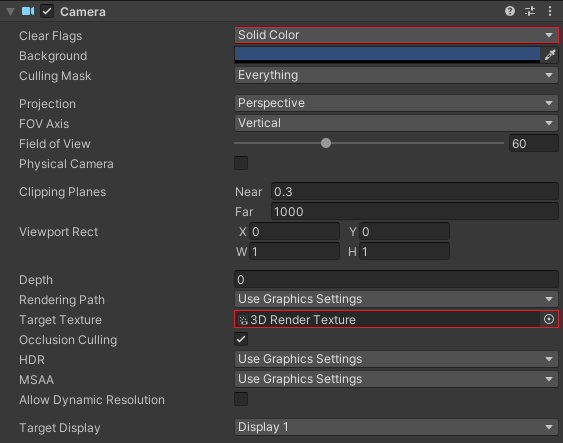 Camera
Clear Flags Solid Color
Background
Culling Mask Everything
Projection Perspective
FOV Axis Vertical
Field of View 60
Physical Camera
Clipping Planes Near 0.3
Far 1000
Viewport Rect X 0 Y 0
W 1 H 1
Depth 0
Rendering Path Use Graphics Settings
Target Texture 3D Render Texture
Occlusion Culling
HDR Use Graphics Settings
MSAA Use Graphics Settings
Allow Dynamic Resolution
Target Display Display 1